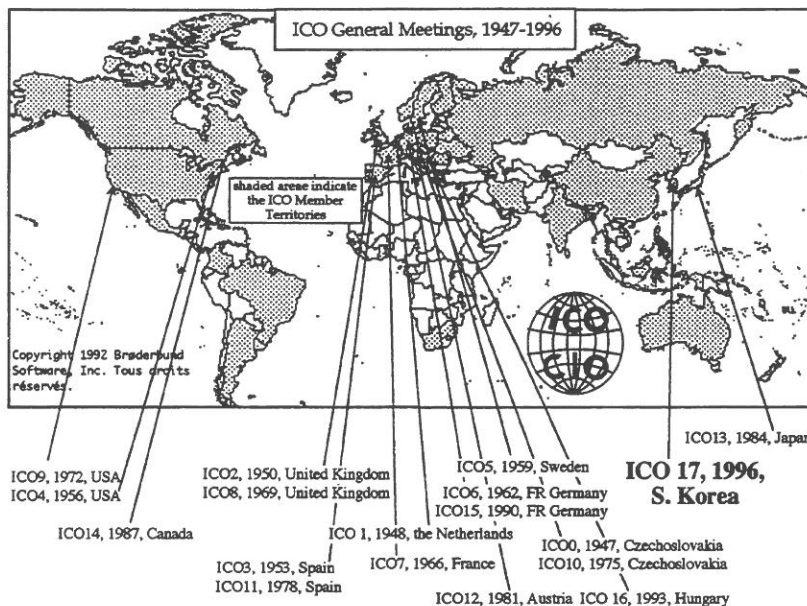 ICO General Meetings, 1947-1996
shaded areas indicate
the ICO Member
Territories
ICO
CIO
Copyright 1992 Brøderbund
Software, Inc. Tous droits
réservés.
ICO13, 1984, Japan
ICO9, 1972, USA
ICO4, 1956, USA
ICO2, 1950, United Kingdom
ICO8, 1969, United Kingdom
ICO5, 1959, Sweden
ICO6, 1962, FR Germany
ICO15, 1990, FR Germany
ICO 17, 1996,
S. Korea
ICO14, 1987, Canada
ICO 1, 1948, the Netherlands
ICO0, 1947, Czechoslovakia
ICO10, 1975, Czechoslovakia
ICO3, 1953, Spain
ICO11, 1978, Spain
ICO7, 1966, France
ICO12, 1981, Austria
ICO 16, 1993, Hungary